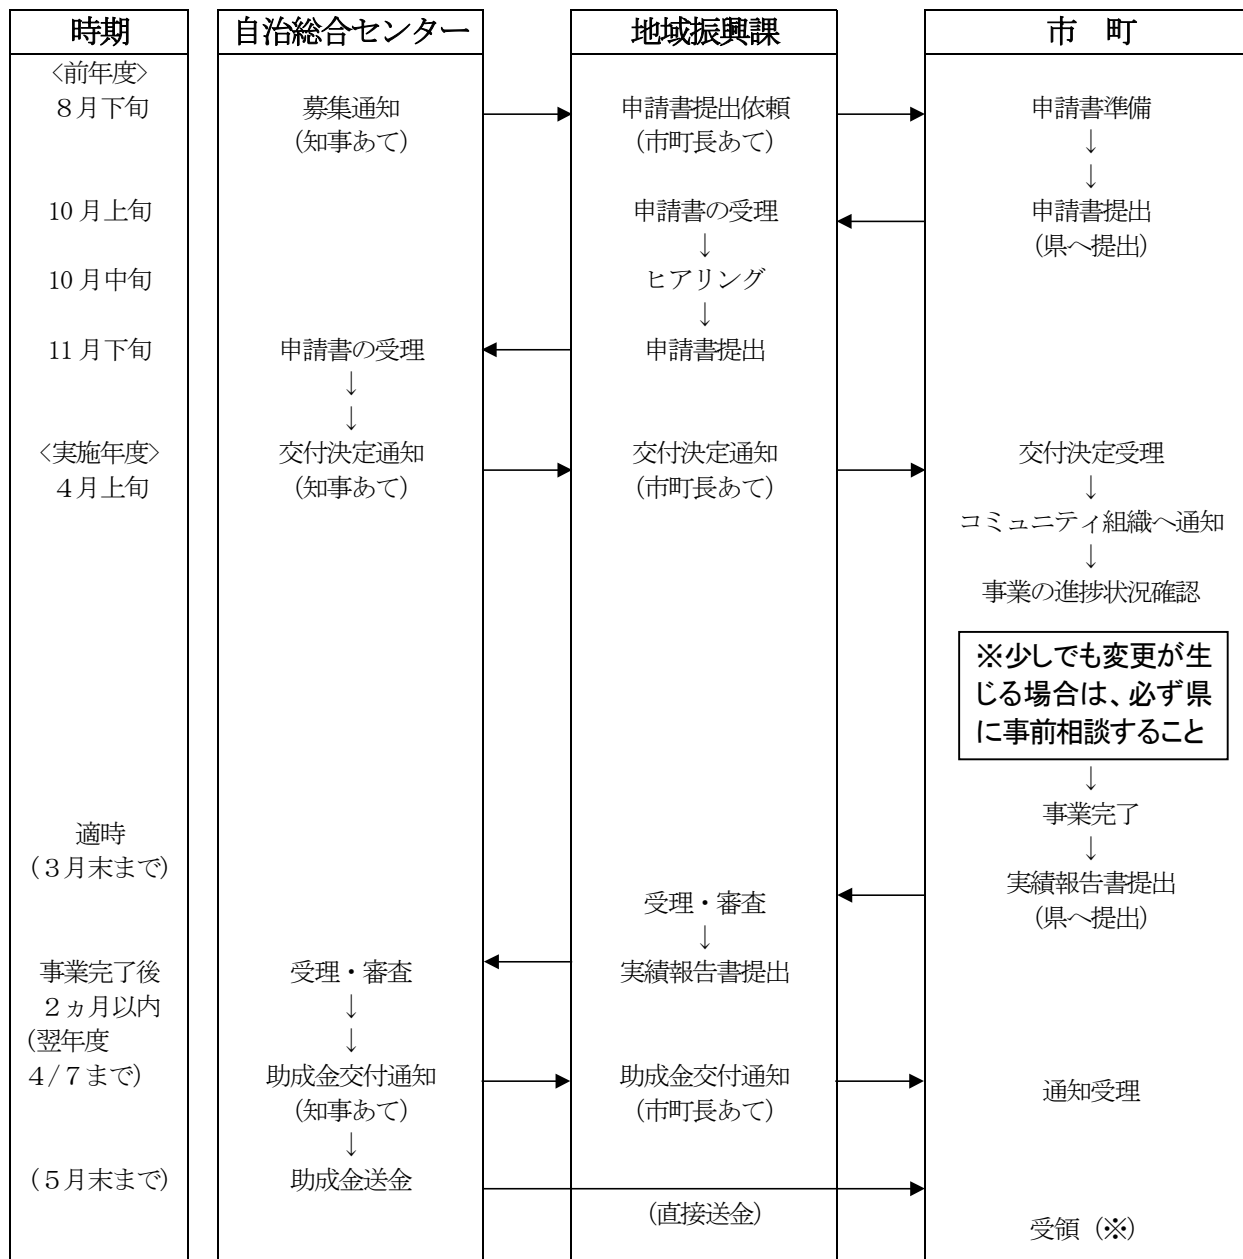 時期 自治総合センター 地域振興課 市　町
〈前年度〉
８月下旬 募集通知 申請書提出依頼 申請書準備
(知事あて) (市町長あて) ↓
↓
10月上旬 申請書の受理 申請書提出
↓ (県へ提出)
10月中旬 ヒアリング
↓
11月下旬 申請書の受理 申請書提出
↓
↓
〈実施年度〉 交付決定通知 交付決定通知 交付決定受理
４月上旬 (知事あて) (市町長あて) ↓
コミュニティ組織へ通知
↓
事業の進捗状況確認
※少しでも変更が生
じる場合は、必ず県
に事前相談すること
↓
事業完了
適時 ↓
(３月末まで) 実績報告書提出
受理・審査 (県へ提出)
↓
事業完了後 受理・審査 実績報告書提出
２ヵ月以内 ↓
(翌年度 ↓
４/７まで) 助成金交付通知 助成金交付通知 通知受理
(知事あて) (市町長あて)
↓
(５月末まで) 助成金送金
(直接送金) 受領（※）